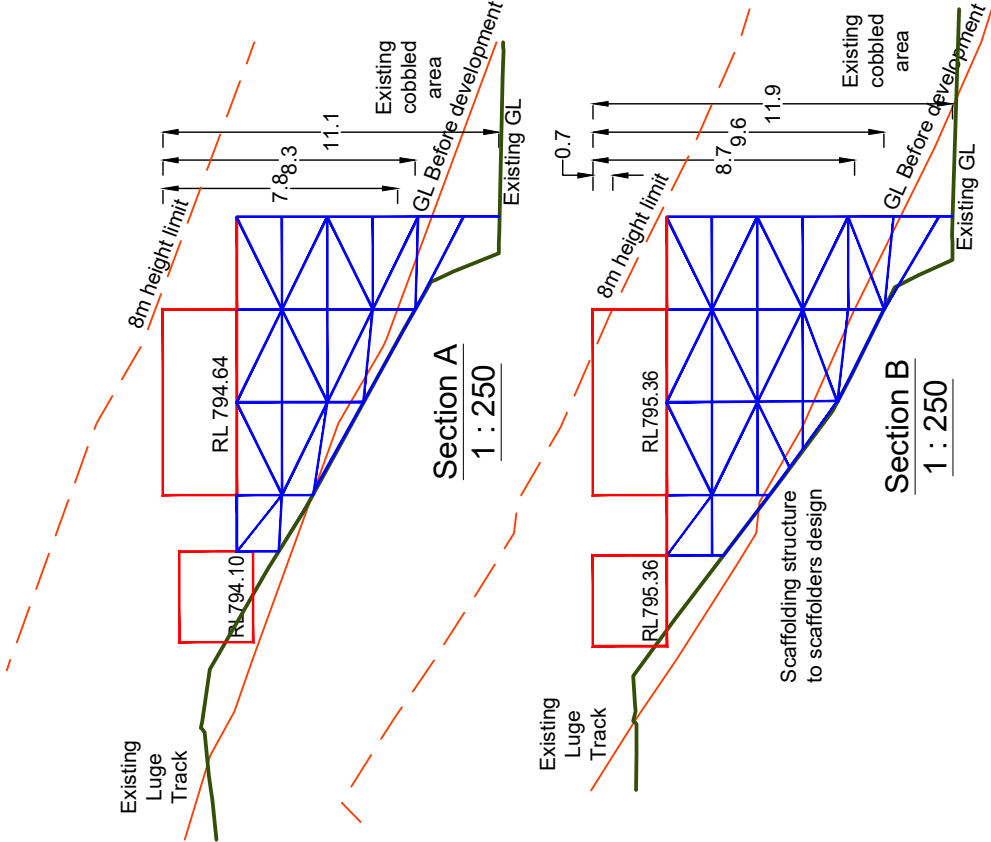 Existing
Luge
Track
RL794.10
RL 794.64
8m height limit
7.8
8.3
11.1
Existing
cobbled
area
GL Before development
Existing GL
Section A
1 : 250
Existing
Luge
Track
RL795.36
RL795.36
8m height limit
0.7
8.7
9.6
11.9
Existing
cobbled
area
GL Before development
Existing GL
Scaffolding structure
to scaffolders design
Section B
1 : 250